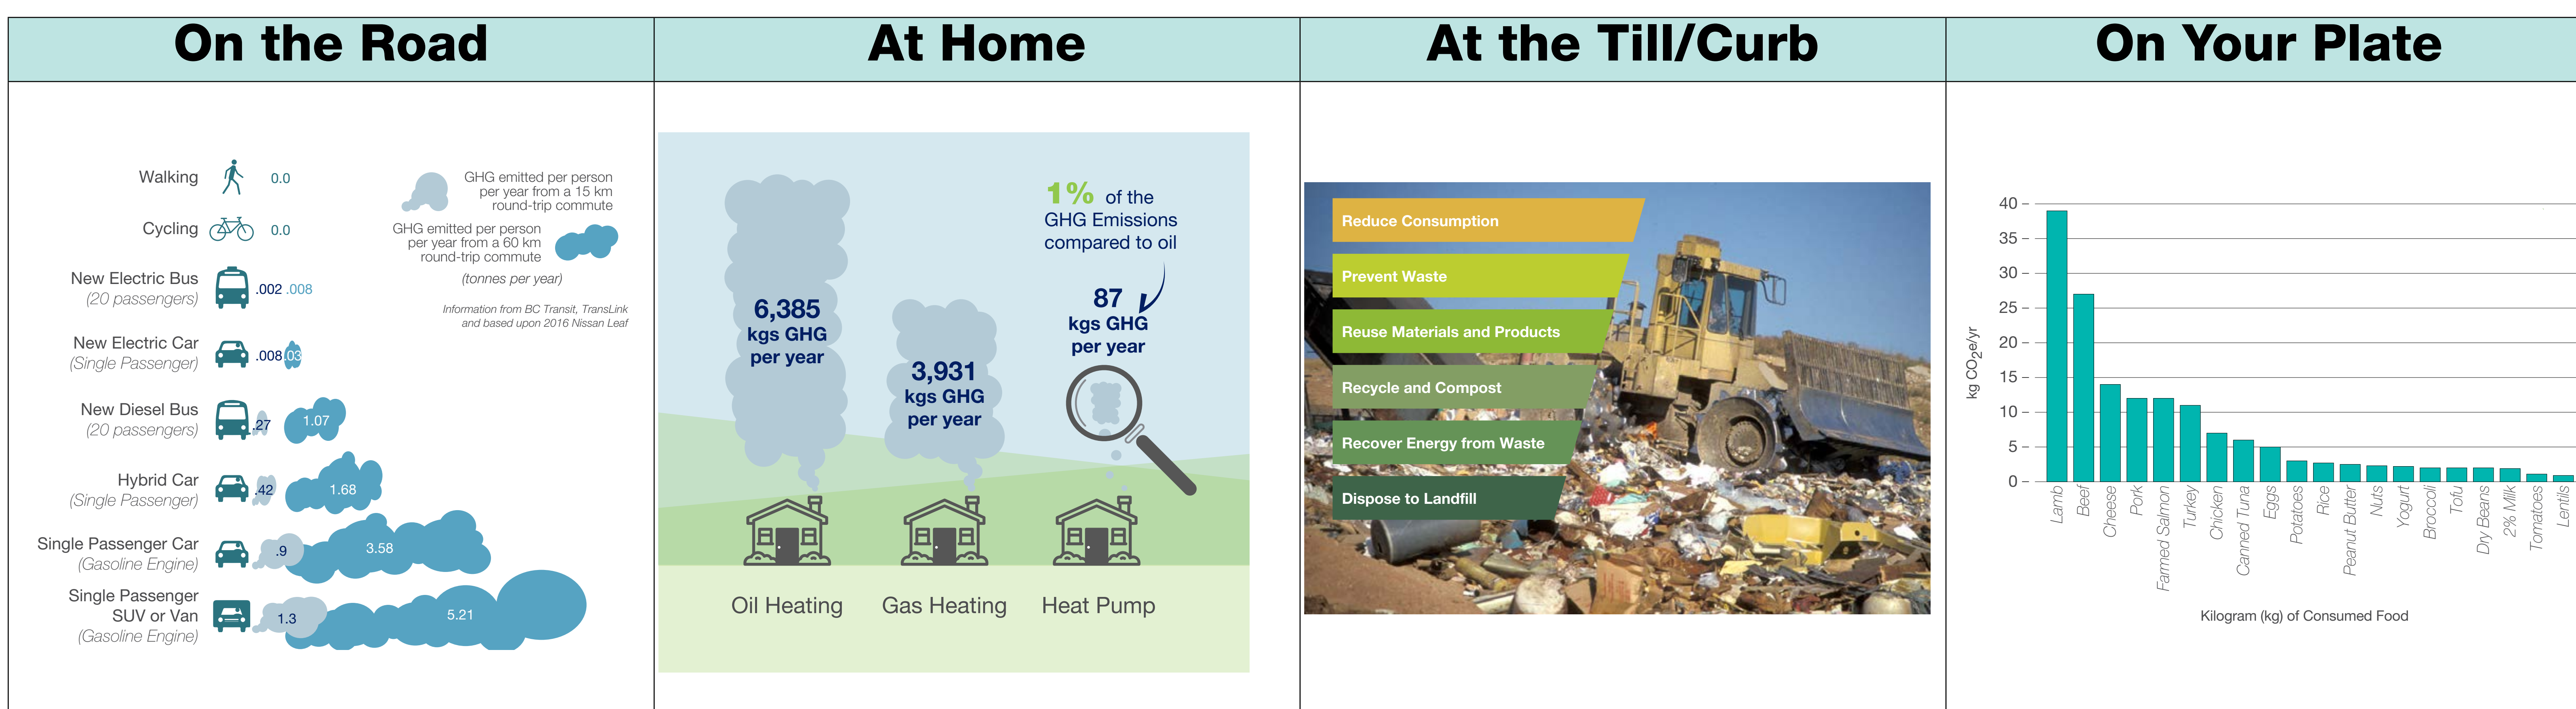 On the Road
At Home
At the Till/Curb
On Your Plate
Walking
0.0
Cycling
0.0
New Electric Bus
(20 passengers)
.002 .008
New Electric Car
(Single Passenger)
.008 .03
New Diesel Bus
(20 passengers)
.27
1.07
Hybrid Car
(Single Passenger)
.42
1.68
Single Passenger Car
(Gasoline Engine)
.9
3.58
Single Passenger
SUV or Van
(Gasoline Engine)
1.3
5.21
GHG emitted per person
per year from a 15 km
round-trip commute
GHG emitted per person
per year from a 60 km
round-trip commute
(tonnes per year)
Information from BC Transit, TransLink
and based upon 2016 Nissan Leaf
6,385
kgs GHG
per year
3,931
kgs GHG
per year
1% of the
GHG Emissions
compared to oil
87
kgs GHG
per year
Oil Heating
Gas Heating
Heat Pump
Reduce Consumption
Prevent Waste
Reuse Materials and Products
Recycle and Compost
Recover Energy from Waste
Dispose to Landfill
kg CO2e/yr
40
35
30
25
20
15
10
5
0
Lamb
Beef
Cheese
Pork
Farmed Salmon
Turkey
Chicken
Canned Tuna
Eggs
Potatoes
Rice
Peanut Butter
Nuts
Yogurt
Broccoli
Tofu
Dry Beans
2% Milk
Tomatoes
Lentils
Kilogram (kg) of Consumed Food